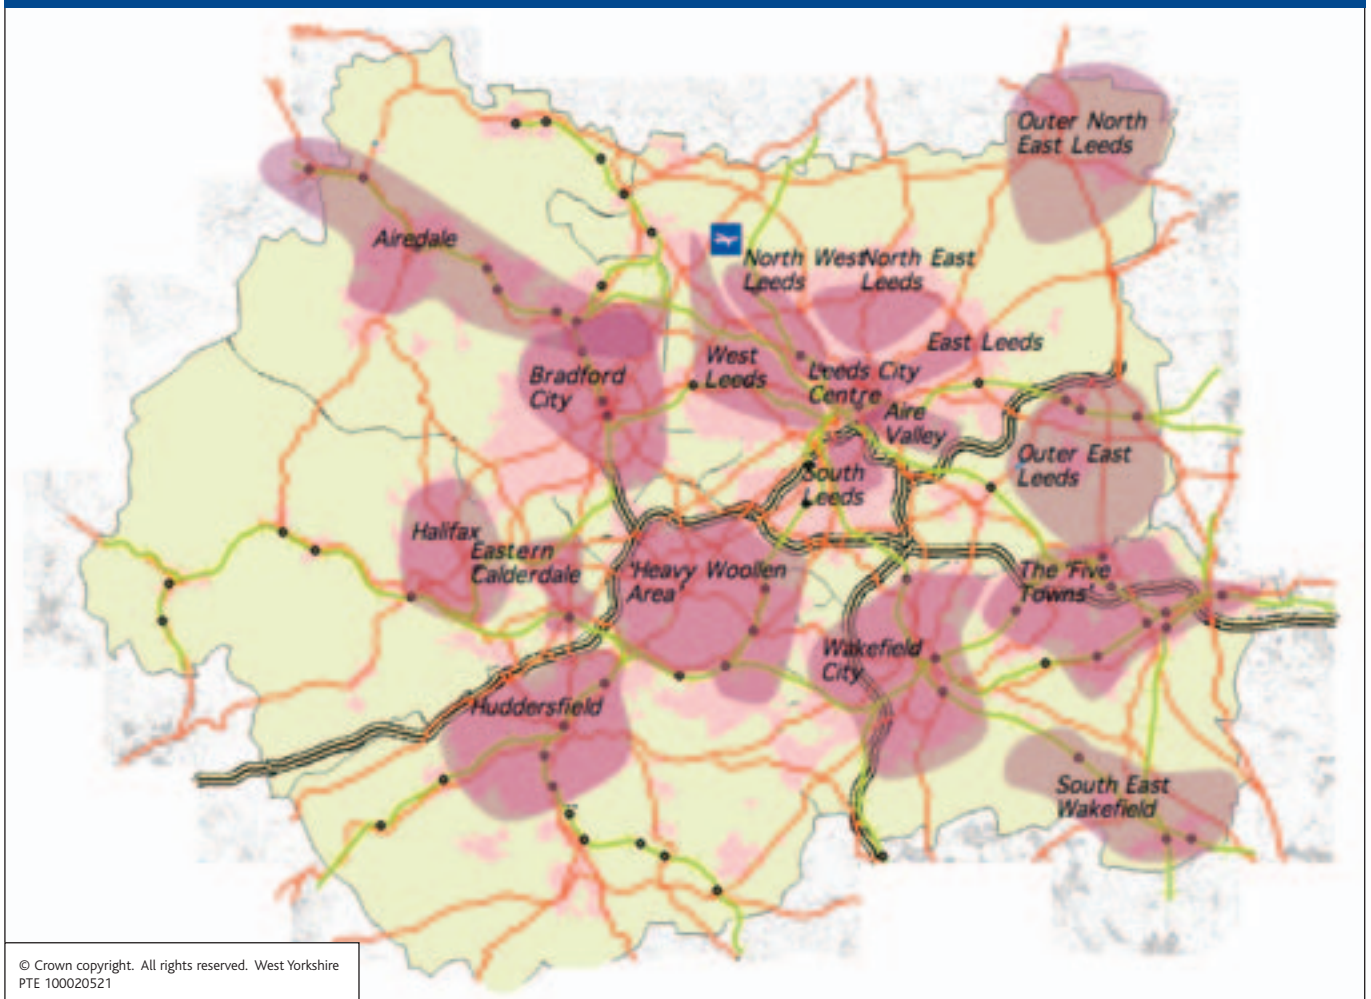 Outer North
East Leeds
Airedale
North West
Leeds
North East
Leeds
East Leeds
West
Leeds
Leeds City
Centre
Bradford
City
Aire
Valley
Outer East
Leeds
South
Leeds
Halifax
Eastern
Calderdale
'Heavy Woollen
Area'
The 'Five
Towns'
Wakefield
City
Huddersfield
South East
Wakefield
© Crown copyright. All rights reserved. West Yorkshire
PTE 100020521